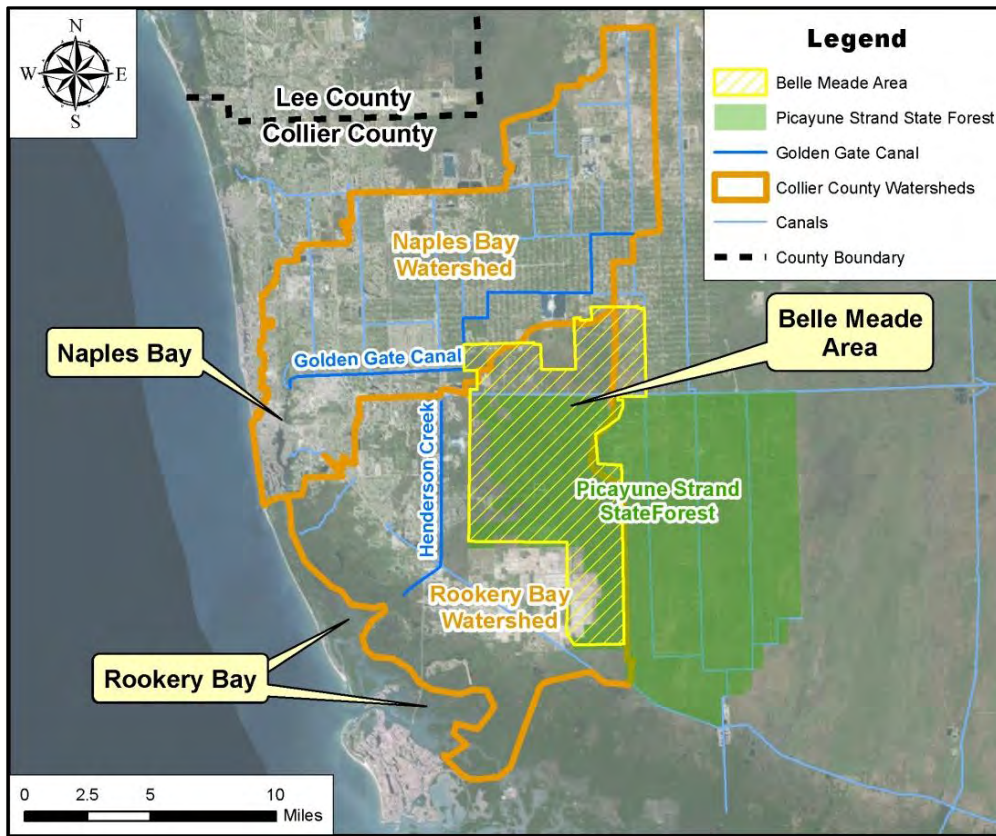 N
W E
S
Lee County
Collier County
Legend
Belle Meade Area
Picayune Strand State Forest
Golden Gate Canal
Collier County Watersheds
Canals
County Boundary
Naples Bay
Watershed
Belle Meade
Area
Naples Bay
Golden Gate Canal
Henderson Creek
Picayune Strand
StateForest
Rookery Bay
Watershed
Rookery Bay
0 2.5 5 10
Miles